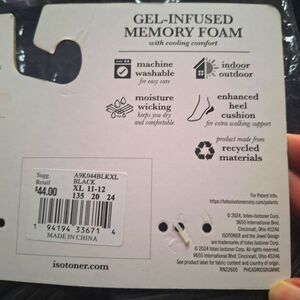 GEL-INFUSED
MEMORY FOAM
with cooling comfort
machine
washable
for easy care
indoor
outdoor
moisture
wicking
keeps you dry
and comfortable
enhanced
heel
cushion
for extra walking support
product made from
recycled
materials
Sugg.
Retail
$44.00
A9K044BLKXL
BLACK
XL 11-12
135 20 24
1 94194 33671 4
MADE IN CHINA
isotoner.com
For Patent Info:
https://totesisotonercorp.com/patents
© 2024, totes-Isotoner Corp.
9655 International Blvd.
Cincinnati, Ohio 45246
ISOTONER and the Jewel Design
are trademarks of totes Isotoner Corp.
© 2024 totes Isotoner Corp.
9655 International Blvd.
Cincinnati, Ohio 45246
See product label for fabric content and country of origin.
RN22605
PHEADRIOSRGMWE